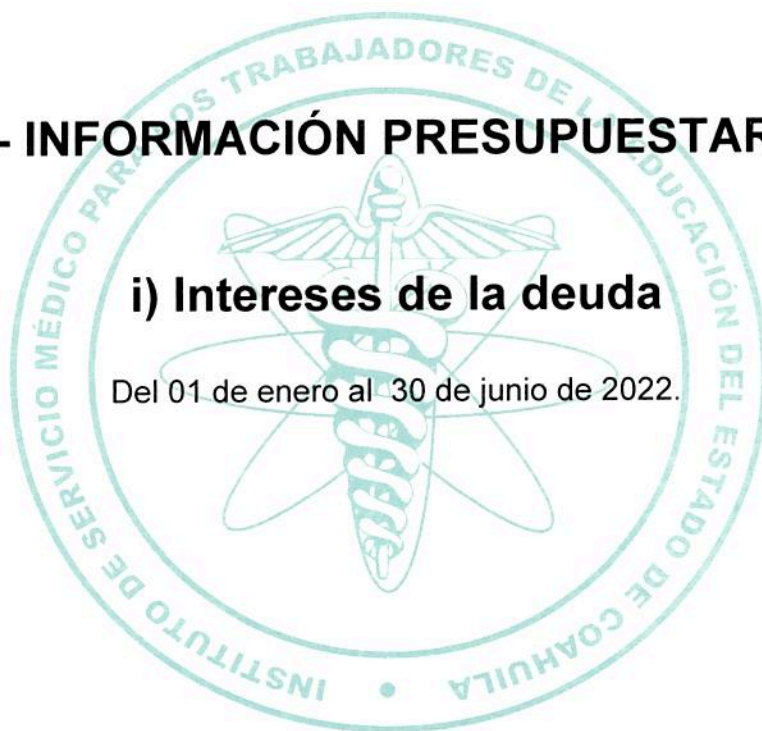 - INFORMACIÓN PRESUPUESTAR
i) Intereses de la deuda
Del 01 de enero al 30 de junio de 2022.
INSTITUTO DE SERVICIO MÉDICO PARA LOS TRABAJADORES DE LA EDUCACIÓN DEL ESTADO DE COAHUILA